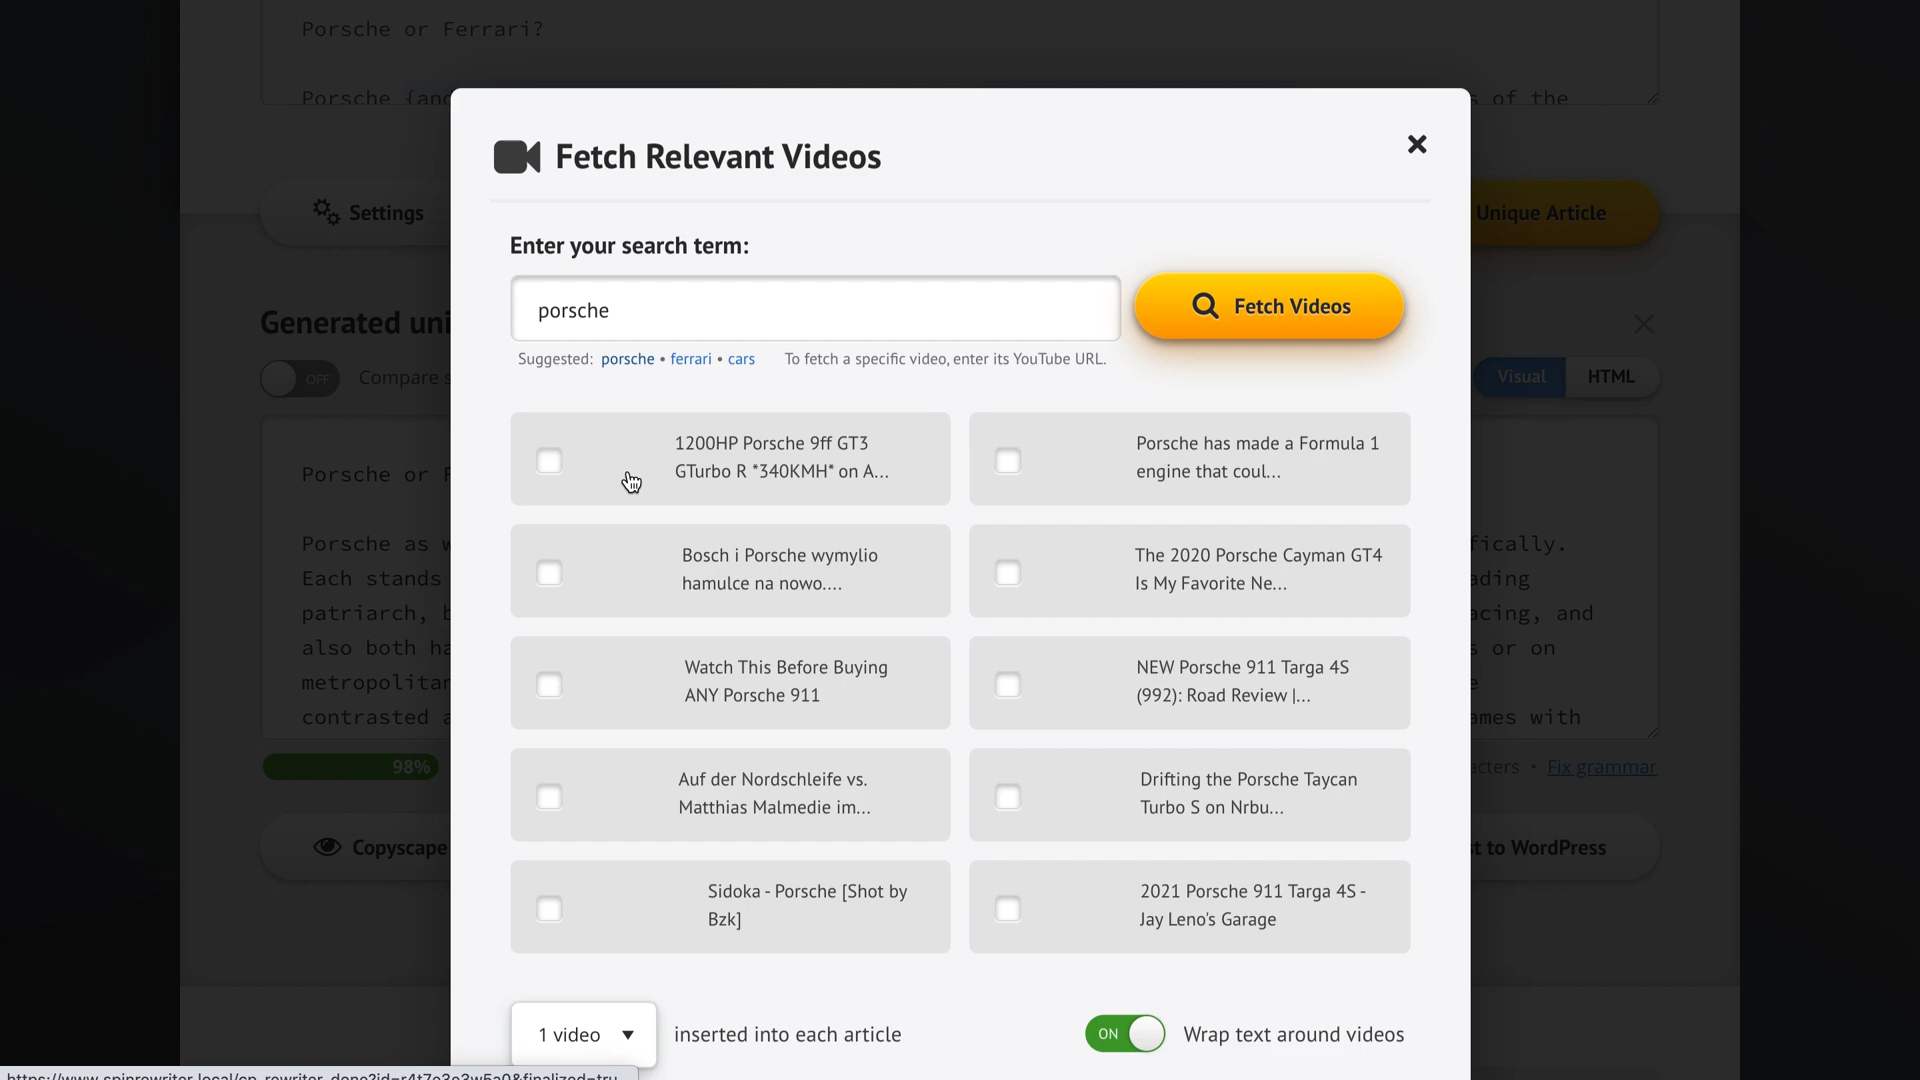 Porsche or Ferrari?
Porsche {and
s of the
Fetch Relevant Videos
Settings
Unique Article
Enter your search term:
porsche
Fetch Videos
Suggested: porsche • ferrari • cars To fetch a specific video, enter its YouTube URL.
Generated uni
OFF Compare s
Visual HTML
1200HP Porsche 9ff GT3
GTurbo R *340KMH* on A...
Porsche has made a Formula 1
engine that coul...
Bosch i Porsche wymylio
hamulce na nowo....
The 2020 Porsche Cayman GT4
Is My Favorite Ne...
Watch This Before Buying
ANY Porsche 911
NEW Porsche 911 Targa 4S
(992): Road Review |...
Auf der Nordschleife vs.
Matthias Malmedie im...
Drifting the Porsche Taycan
Turbo S on Nrbu...
Sidoka - Porsche [Shot by
Bzk]
2021 Porsche 911 Targa 4S -
Jay Leno's Garage
Porsche or F
Porsche as w
Each stands
patriarch, b
also both ha
metropolitan
contrasted a
fically.
ading
acing, and
s or on
e
ames with
98%
acters • Fix grammar
Copyscape
st to WordPress
1 video inserted into each article
ON Wrap text around videos